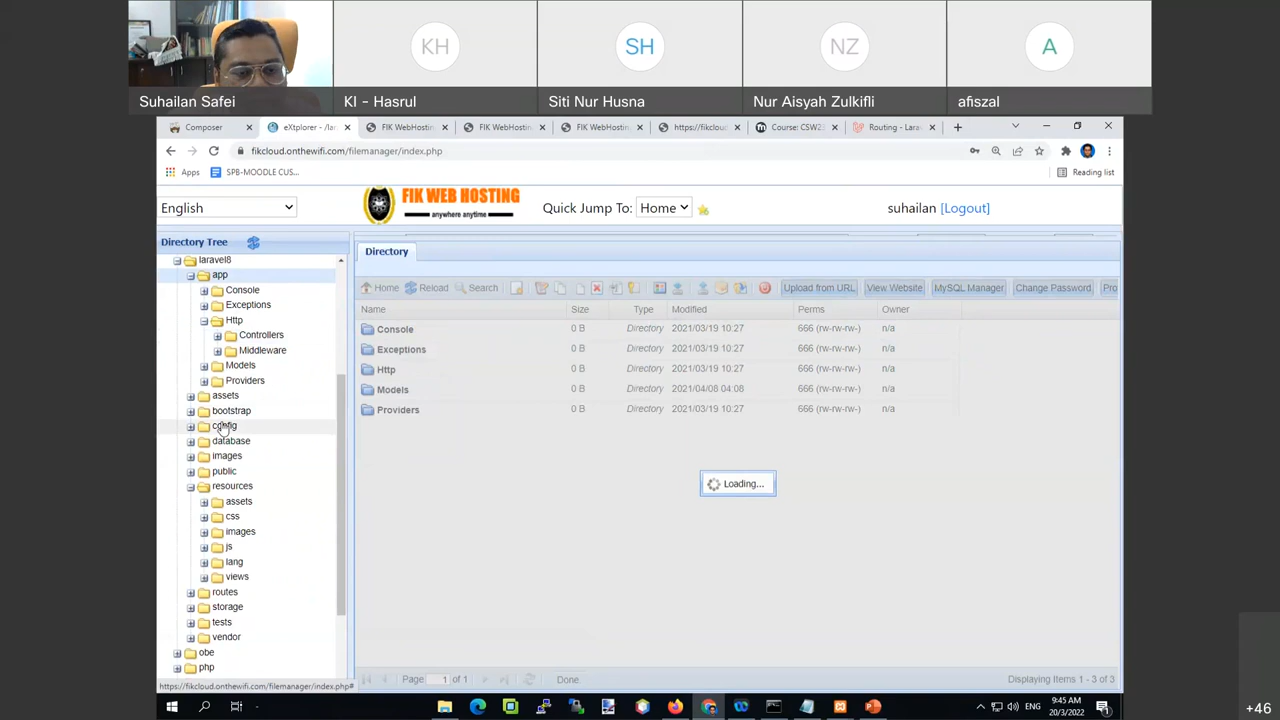 KH
SH
NZ
A
Suhailan Safei
KI - Hasrul
Siti Nur Husna
Nur Aisyah Zulkifli
afiszal
Composer
eXtplorer - /lar
FIK WebHosting
FIK WebHosting
FIK WebHosting
https://fikclou
Course: CSW23
Routing - Larav
fikcloud.onthewifi.com/filemanager/index.php
Apps
SPB-MOODLE CUS...
Reading list
English
FIK WEB HOSTING
anywhere anytime
Quick Jump To:
Home
suhailan [Logout]
Directory Tree
laravel8
app
Console
Exceptions
Http
Controllers
Middleware
Models
Providers
assets
bootstrap
config
database
images
public
resources
assets
css
images
js
lang
views
routes
storage
tests
vendor
obe
php
Directory
Home Reload Search Upload from URL View Website MySQL Manager Change Password Pro
Name Size Type Modified Perms Owner
Console 0 B Directory 2021/03/19 10:27 666 (rw-rw-rw-) n/a
Exceptions 0 B Directory 2021/03/19 10:27 666 (rw-rw-rw-) n/a
Http 0 B Directory 2021/03/19 10:27 666 (rw-rw-rw-) n/a
Models 0 B Directory 2021/04/08 04:08 666 (rw-rw-rw-) n/a
Providers 0 B Directory 2021/03/19 10:27 666 (rw-rw-rw-) n/a
Loading...
Page 1 of 1 Done. Displaying Items 1 - 3 of 3
https://fikcloud.onthewifi.com/filemanager/index.php#
9:45 AM
20/3/2022
+46